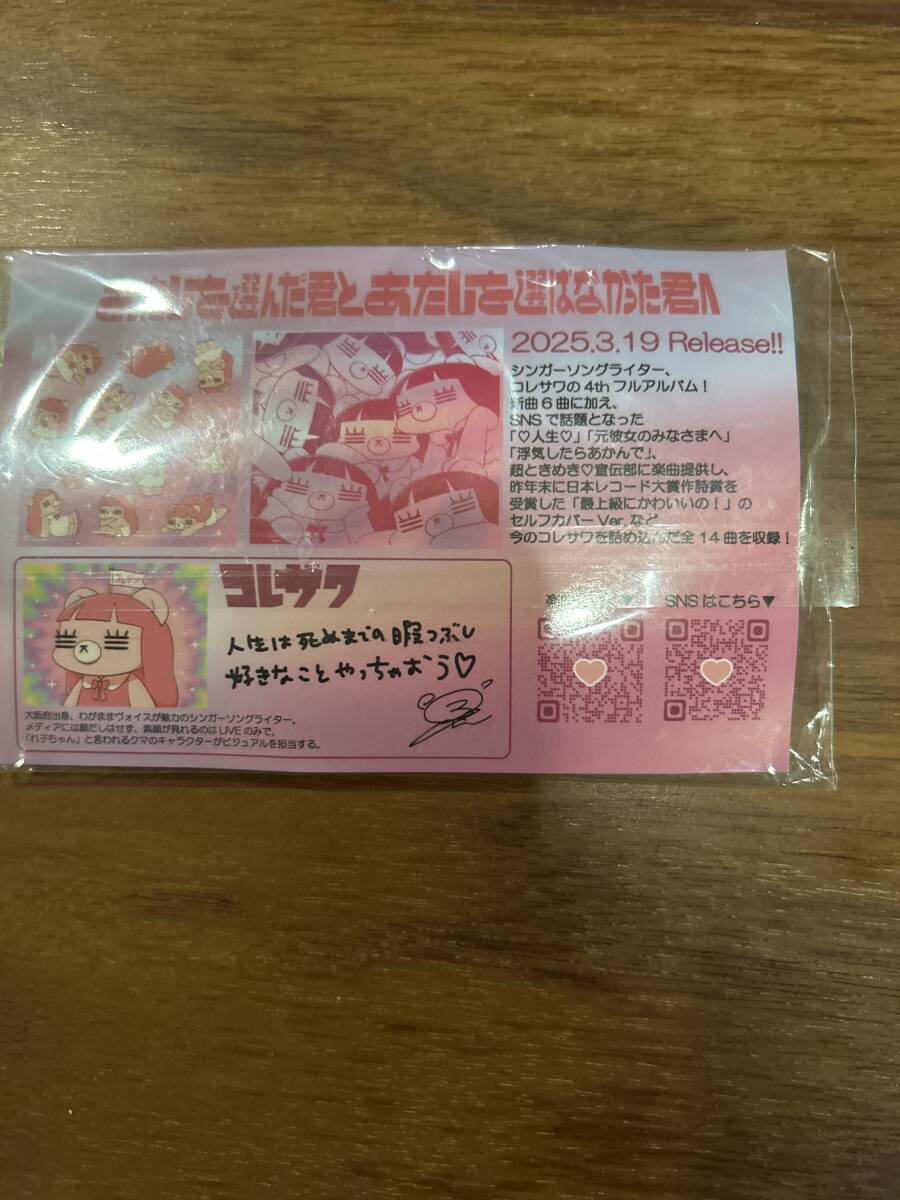 あたしを選んだ君とあたしを選ばなかった君へ
2025.3.19 Release!!
シンガーソングライター、
コレサワの4thフルアルバム！
新曲6曲に加え、
SNSで話題となった
「♡人生♡」「元彼女のみなさまへ」
「浮気したらあかんで」、
超ときめき♡宣伝部に楽曲提供し、
昨年末に日本レコード大賞作詩賞を
受賞した「最上級にかわいいの！」の
セルフカバーVer.など
今のコレサワを詰め込んだ全14曲を収録！
コレサワ
人生は死ぬまでの暇つぶし
好きなことやっちゃおう♡
大阪府出身、わがままヴォイスが魅力のシンガーソングライター。
メディアには顔だしはせず、素顔が見れるのはLIVEのみで、
「れ子ちゃん」と言われるクマのキャラクターがビジュアルを担当する。
▼
SNSはこちら▼